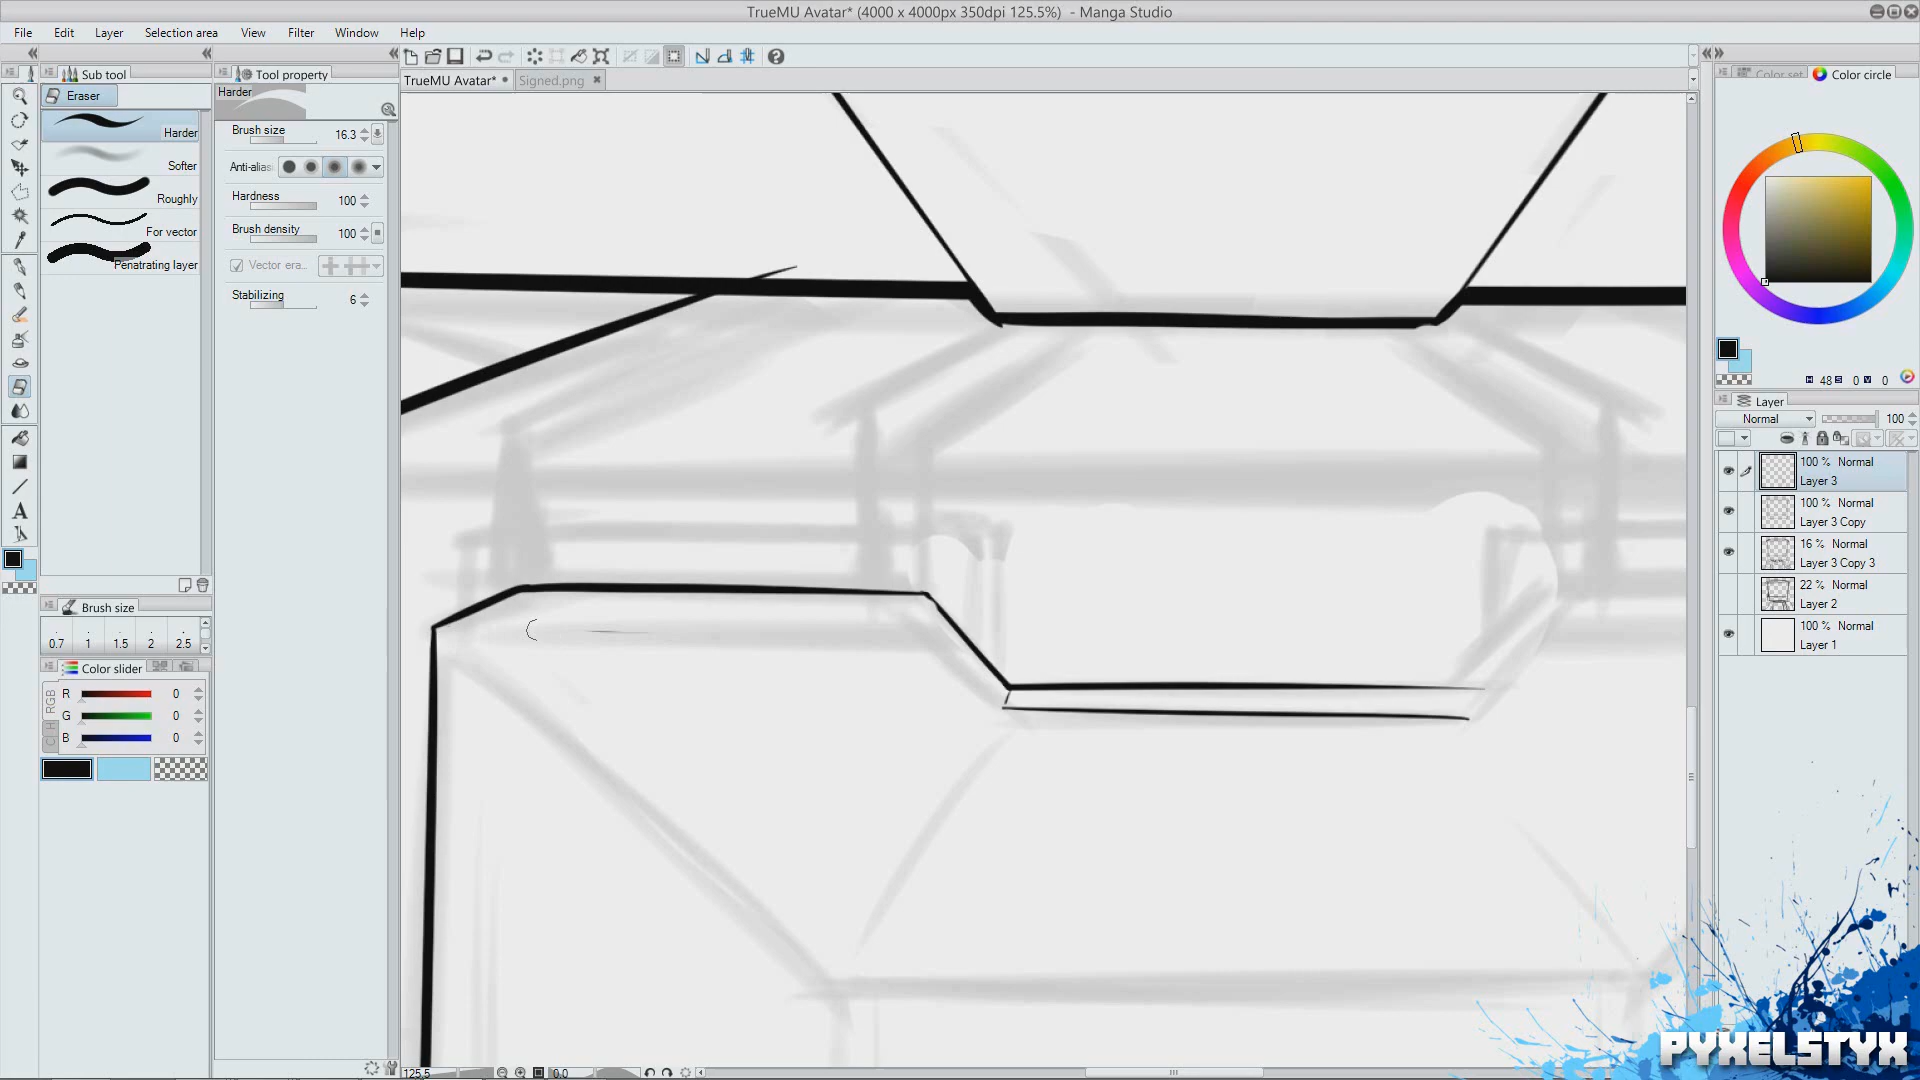 TrueMU Avatar* (4000 x 4000px 350dpi 125.5%) - Manga Studio
File Edit Layer Selection area View Filter Window Help
Sub tool
Tool property
TrueMU Avatar*
Signed.png
Color set
Color circle
Eraser
Harder
Softer
Roughly
For vector
Penatrating layer
Harder
Brush size 16.3
Anti-alias
Hardness 100
Brush density 100
Vector era..
Stabilizing 6
H 48 S 0 V 0
Layer
Normal 100
100 % Normal
Layer 3
100 % Normal
Layer 3 Copy
16 % Normal
Layer 3 Copy 3
22 % Normal
Layer 2
100 % Normal
Layer 1
Brush size
0.7 1 1.5 2 2.5
Color slider
RGB
R 0
G 0
B 0
125.5
0.0
PYXELSTYX